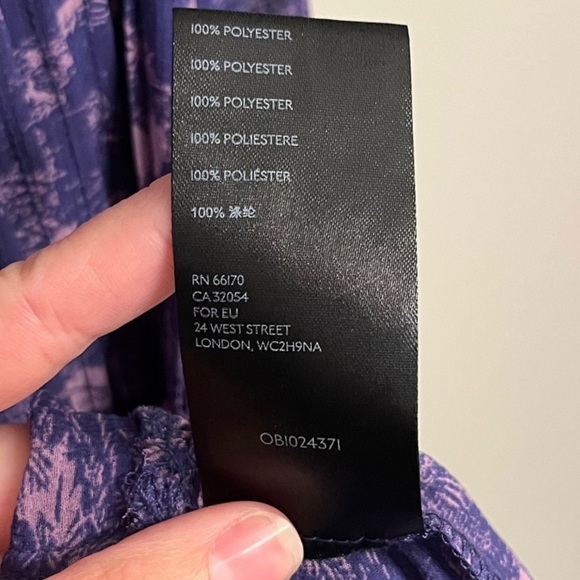 100% POLYESTER
100% POLYESTER
100% POLYESTER
100% POLIESTERE
100% POLIÉSTER
100% 涤纶
RN 66170
CA 32054
FOR EU
24 WEST STREET
LONDON, WC2H9NA
OB1024371